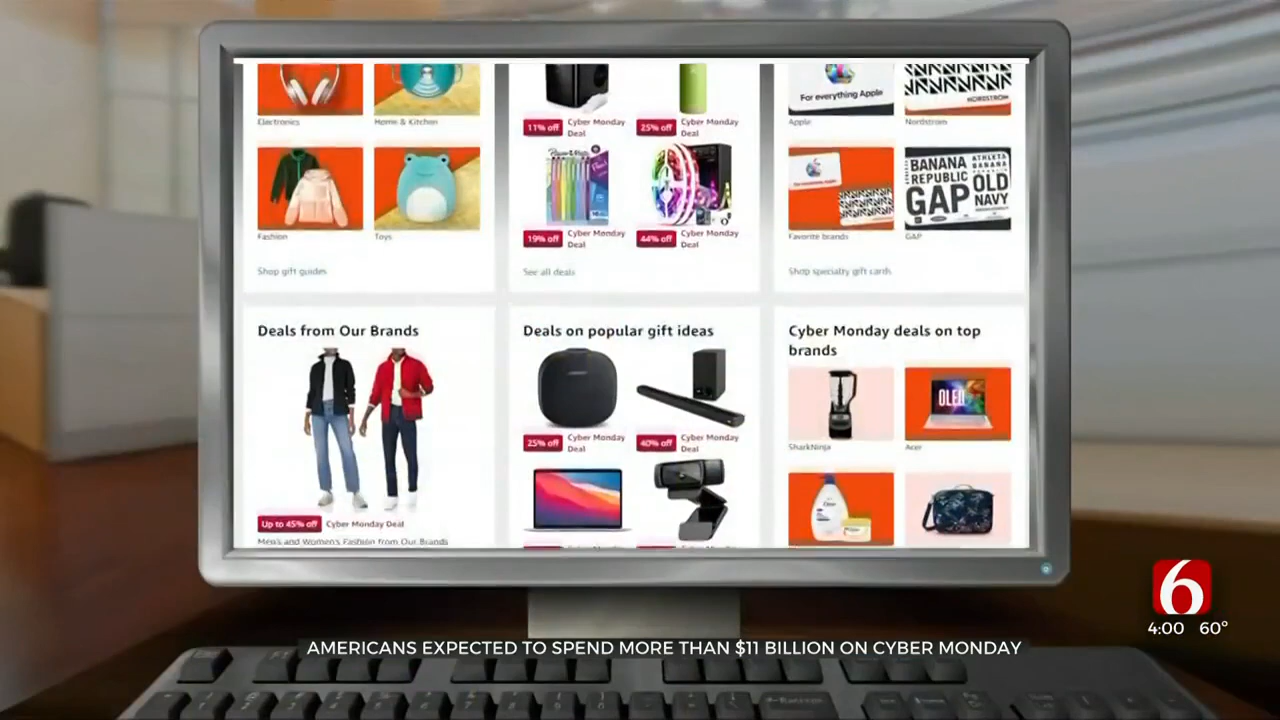 For everything Apple
NORDSTROM
Electronics
Home & Kitchen
11% off
Cyber Monday
Deal
25% off
Cyber Monday
Deal
Apple
Nordstrom
BANANA
REPUBLIC
GAP
ATHLETA
BANANA
REPUBLIC
OLD
NAVY
Fashion
Toys
19% off
Cyber Monday
Deal
44% off
Cyber Monday
Deal
Favorite brands
GAP
Shop gift guides
See all deals
Shop specialty gift cards
Deals from Our Brands
Deals on popular gift ideas
Cyber Monday deals on top
brands
OLED
25% off
Cyber Monday
Deal
40% off
Cyber Monday
Deal
SharkNinja
Acer
Dove
Up to 45% off
Cyber Monday Deal
Men's and Women's Fashion from Our Brands
6
4:00 60°
AMERICANS EXPECTED TO SPEND MORE THAN $11 BILLION ON CYBER MONDAY